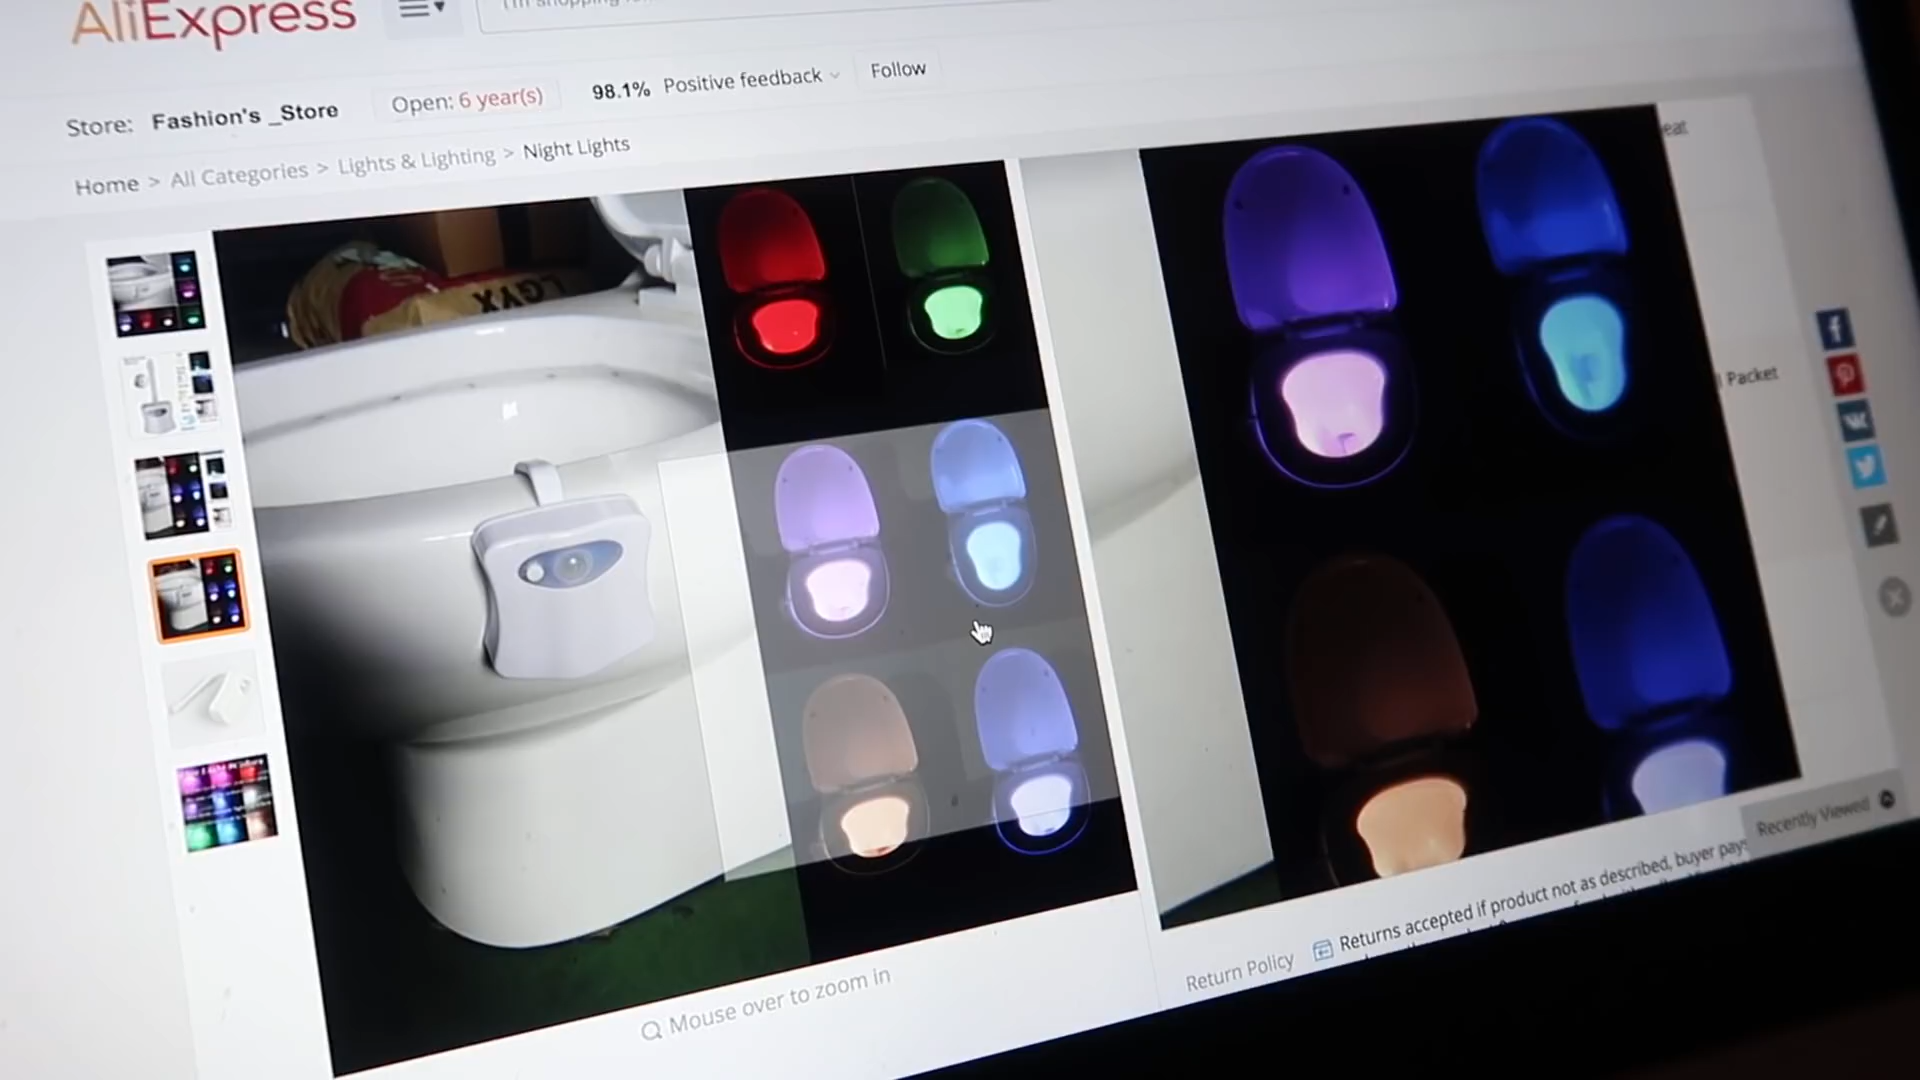 AliExpress
Store: Fashion's _Store Open: 6 year(s) 98.1% Positive feedback Follow
Home > All Categories > Lights & Lighting > Night Lights
LGYX
eat
Packet
Recently Viewed
Mouse over to zoom in
Return Policy Returns accepted if product not as described, buyer pays